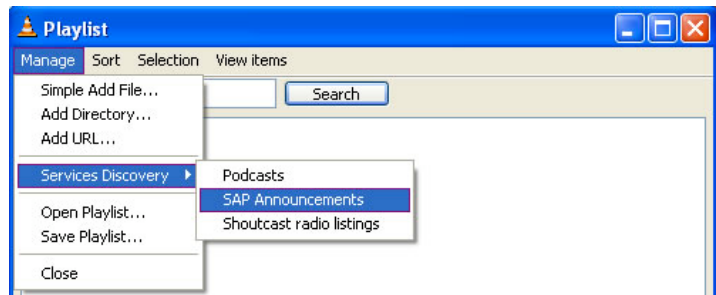 Playlist
Manage Sort Selection View items
Simple Add File...
Search
Add Directory...
Add URL...
Services Discovery
Podcasts
SAP Announcements
Shoutcast radio listings
Open Playlist...
Save Playlist...
Close